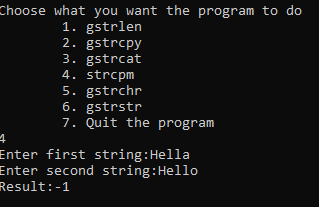 Choose what you want the program to do
1. gstrlen
2. gstrcpy
3. gstrcat
4. strcpm
5. gstrchr
6. gstrstr
7. Quit the program
4
Enter first string:Hella
Enter second string:Hello
Result:-1